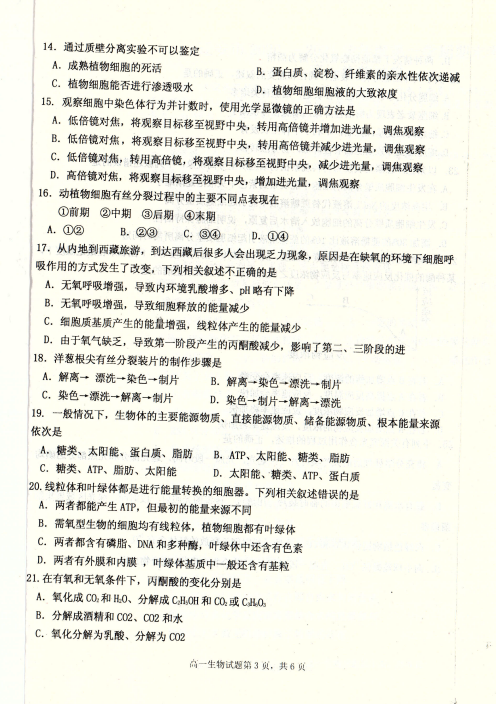 14. 通过质壁分离实验不可以鉴定
A. 成熟植物细胞的死活
B. 蛋白质、淀粉、纤维素的亲水性依次递减
C. 植物细胞能否进行渗透吸水
D. 植物细胞细胞液的大致浓度
15. 观察细胞中染色体行为并计数时，使用光学显微镜的正确方法是
A. 低倍镜对焦，将观察目标移至视野中央，转用高倍镜并增加进光量，调焦观察
B. 低倍镜对焦，将观察目标移至视野中央，转用高倍镜并减少进光量，调焦观察
C. 低倍镜对焦，转用高倍镜，将观察目标移至视野中央，减少进光量，调焦观察
D. 高倍镜对焦，将观察目标移至视野中央，增加进光量，调焦观察
16. 动植物细胞有丝分裂过程中的主要不同点表现在
①前期 ②中期 ③后期 ④末期
A. ①② B. ②③ C. ③④ D. ①④
17. 从内地到西藏旅游，到达西藏后很多人会出现乏力现象，原因是在缺氧的环境下细胞呼
吸作用的方式发生了改变，下列相关叙述不正确的是
A. 无氧呼吸增强，导致内环境乳酸增多、pH略有下降
B. 无氧呼吸增强，导致细胞释放的能量减少
C. 细胞质基质产生的能量增强，线粒体产生的能量减少
D. 由于氧气缺乏，导致第一阶段产生的丙酮酸减少，影响了第二、三阶段的进
18. 洋葱根尖有丝分裂装片的制作步骤是
A. 解离→ 漂洗→染色→制片 B. 解离→染色→漂洗→制片
C. 染色→漂洗→解离→制片 D. 染色→制片→解离→漂洗
19. 一般情况下，生物体的主要能源物质、直接能源物质、储备能源物质、根本能量来源
依次是
A. 糖类、太阳能、蛋白质、脂肪 B. ATP、太阳能、糖类、脂肪
C. 糖类、ATP、脂肪、太阳能 D. 太阳能、糖类、ATP、蛋白质
20. 线粒体和叶绿体都是进行能量转换的细胞器。下列相关叙述错误的是
A. 两者都能产生ATP，但最初的能量来源不同
B. 需氧型生物的细胞均有线粒体，植物细胞都有叶绿体
C. 两者都含有磷脂、DNA和多种酶，叶绿休中还含有色素
D. 两者有外膜和内膜 ，叶绿体基质中一般还含有基粒
21. 在有氧和无氧条件下，丙酮酸的变化分别是
A. 氧化成CO₂和H₂O、分解成C₂H₅OH和CO₂或C₃H₆O₃
B. 分解成酒精和CO2、CO2和水
C. 氧化分解为乳酸、分解为CO2
高一生物试题第3页，共6页